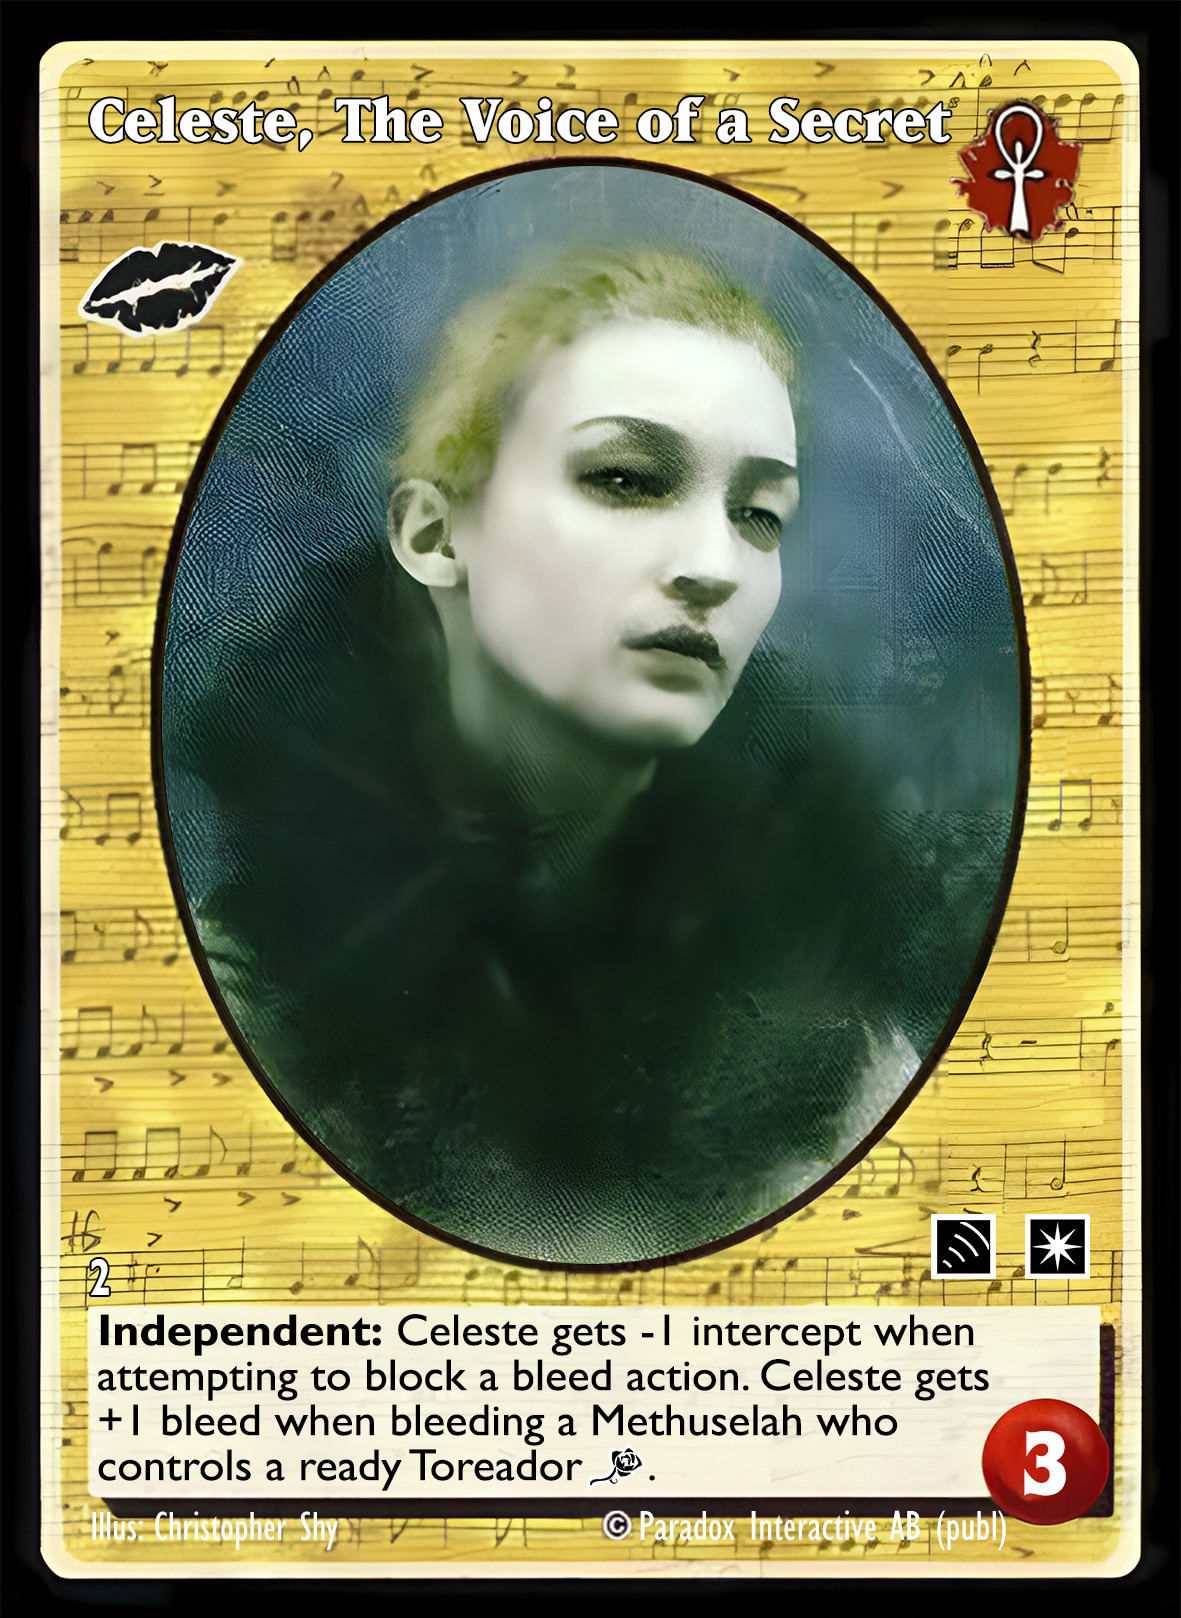 Celeste, The Voice of a Secret
2
Independent: Celeste gets -1 intercept when
attempting to block a bleed action. Celeste gets
+1 bleed when bleeding a Methuselah who
controls a ready Toreador .
3
Illus: Christopher Shy © Paradox Interactive AB (publ)